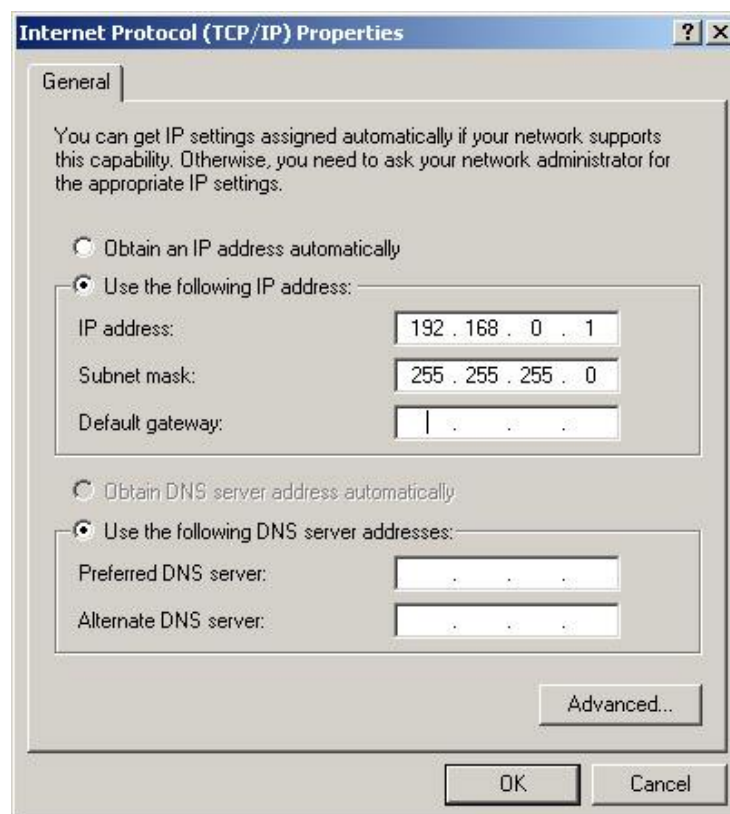 Internet Protocol (TCP/IP) Properties
General
You can get IP settings assigned automatically if your network supports
this capability. Otherwise, you need to ask your network administrator for
the appropriate IP settings.
Obtain an IP address automatically
Use the following IP address:
IP address: 192 . 168 . 0 . 1
Subnet mask: 255 . 255 . 255 . 0
Default gateway: . . .
Obtain DNS server address automatically
Use the following DNS server addresses:
Preferred DNS server: . . .
Alternate DNS server: . . .
Advanced...
OK Cancel